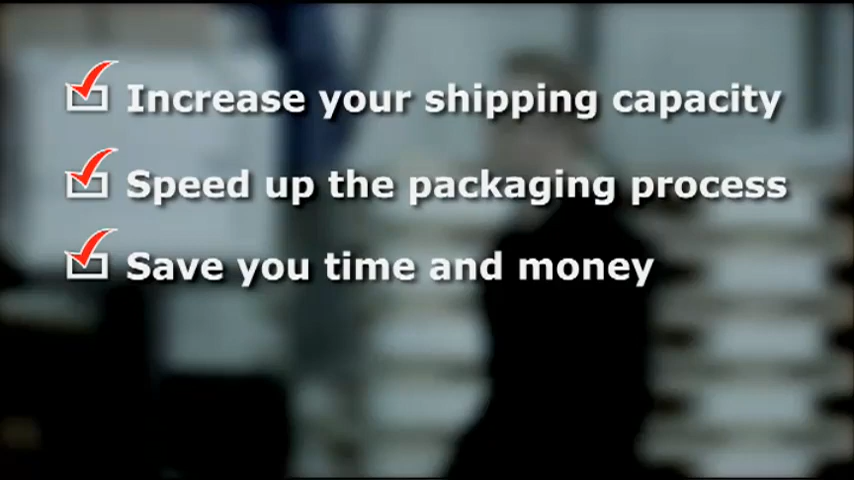 Increase your shipping capacity
Speed up the packaging process
Save you time and money